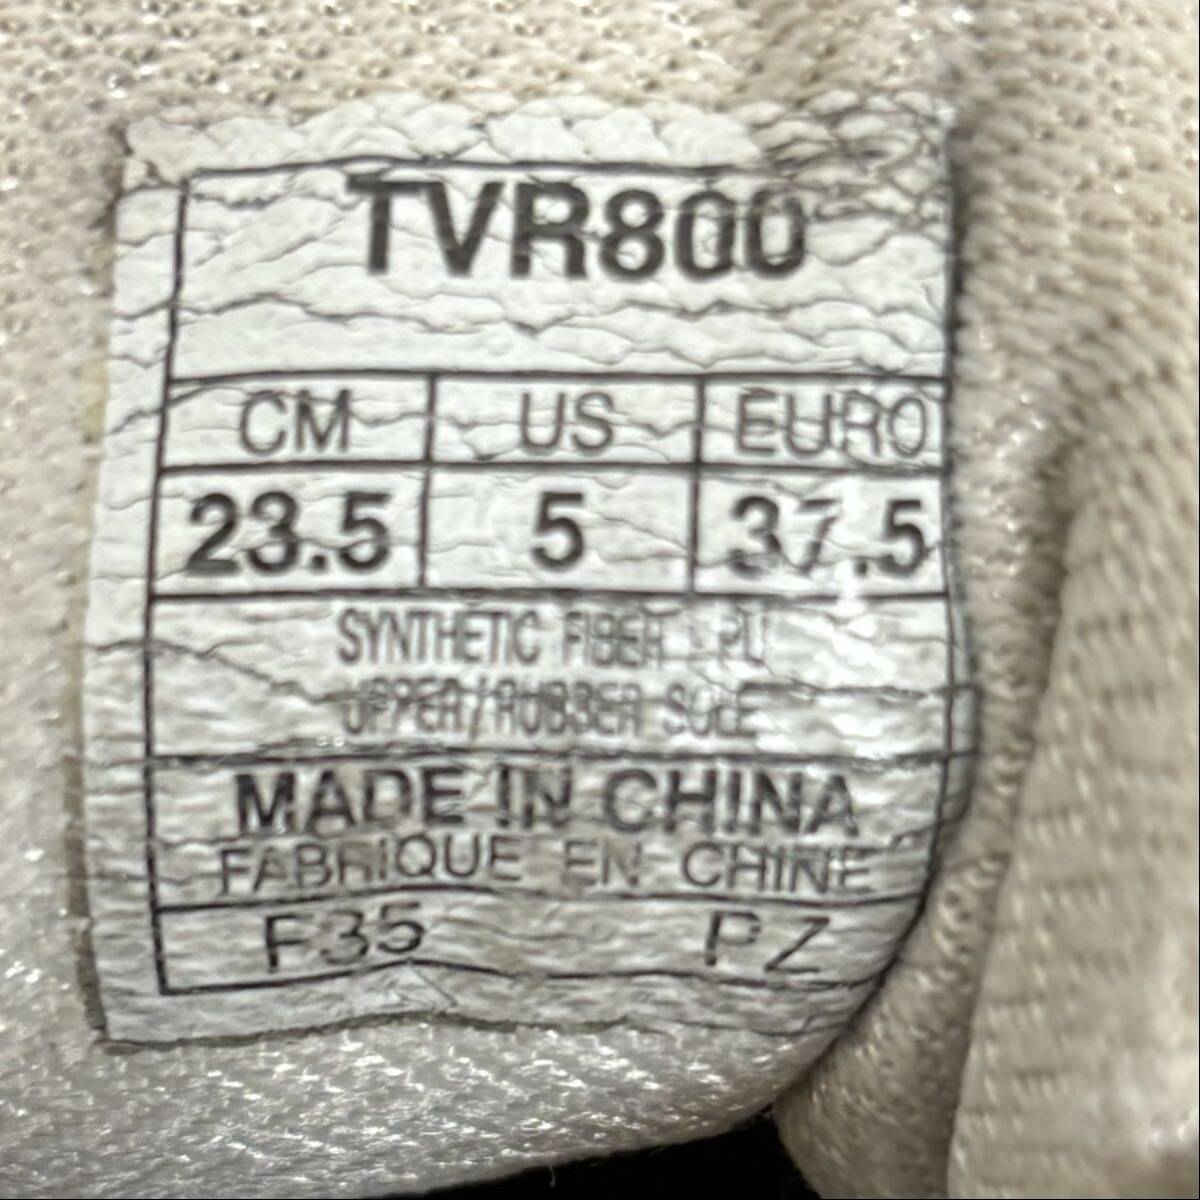 TVR800
CM US EURO
23.5 5 37.5
SYNTHETIC FIBER - PU
UPPER/RUBBER SOLE
MADE IN CHINA
FABRIQUE EN CHINE
F35 PZ